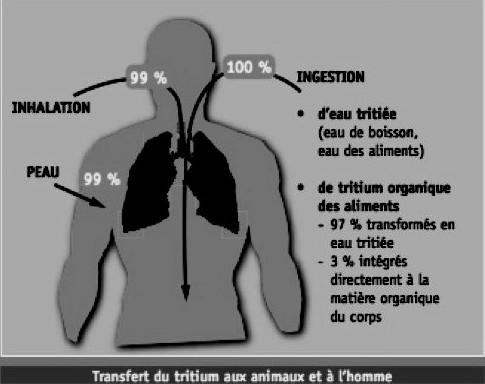 99 %
100 %
INHALATION
INGESTION
• d'eau tritiée
(eau de boisson,
eau des aliments)
PEAU
99 %
• de tritium organique
des aliments
- 97 % transformés en
eau tritiée
- 3 % intégrés
directement à la
matière organique
du corps
Transfert du tritium aux animaux et à l'homme